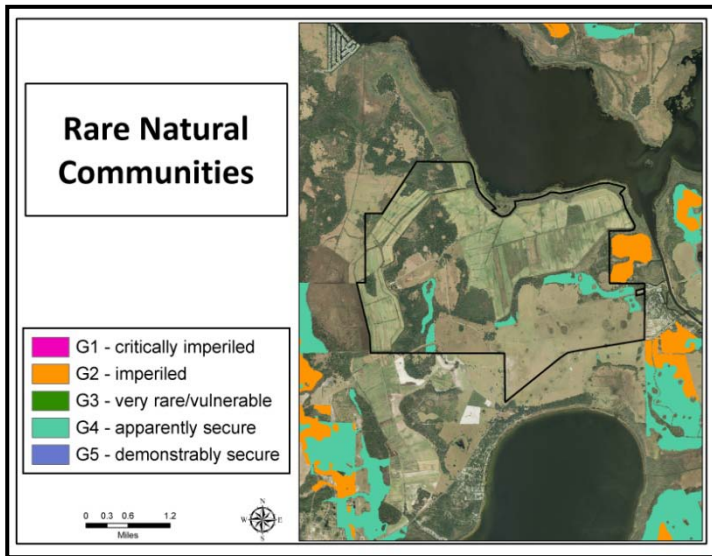 Rare Natural
Communities
G1 - critically imperiled
G2 - imperiled
G3 - very rare/vulnerable
G4 - apparently secure
G5 - demonstrably secure
0 0.3 0.6 1.2
Miles
N
W E
S